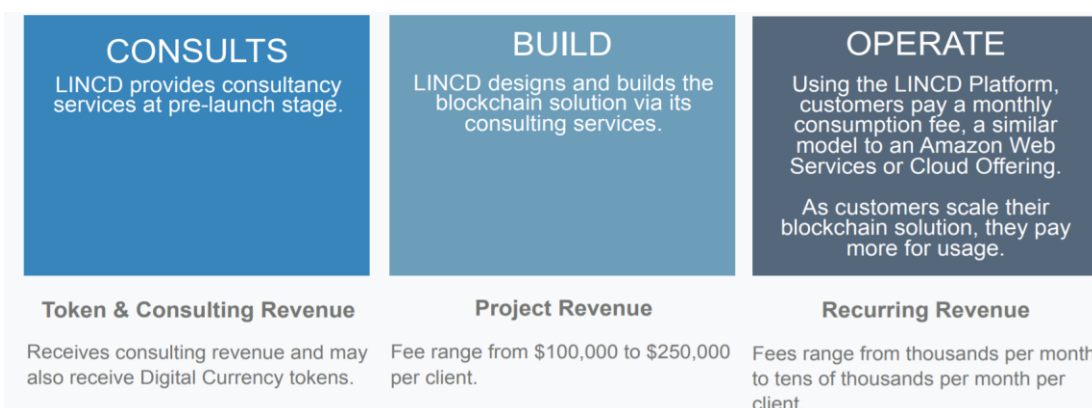 CONSULTS
LINCD provides consultancy
services at pre-launch stage.
BUILD
LINCD designs and builds the
blockchain solution via its
consulting services.
OPERATE
Using the LINCD Platform,
customers pay a monthly
consumption fee, a similar
model to an Amazon Web
Services or Cloud Offering.
As customers scale their
blockchain solution, they pay
more for usage.
Token & Consulting Revenue
Receives consulting revenue and may
also receive Digital Currency tokens.
Project Revenue
Fee range from $100,000 to $250,000
per client.
Recurring Revenue
Fees range from thousands per month
to tens of thousands per month per
client